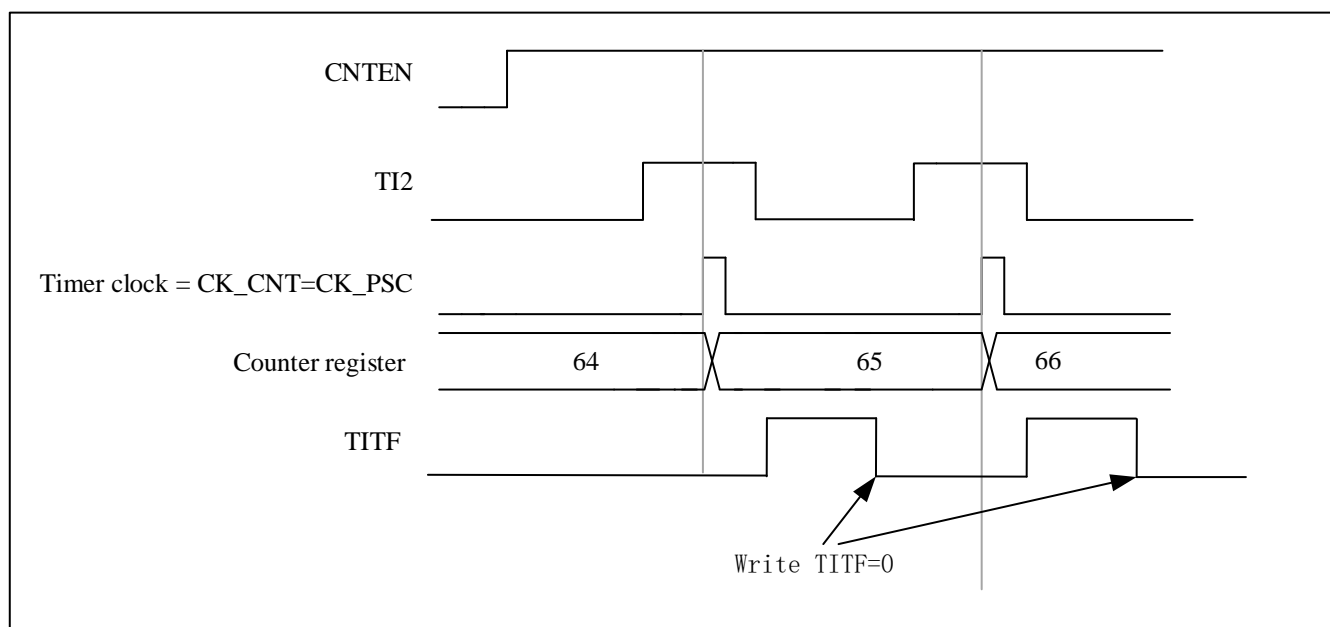 CNTEN
TI2
Timer clock = CK_CNT=CK_PSC
Counter register
64
65
66
TITF
Write TITF=0